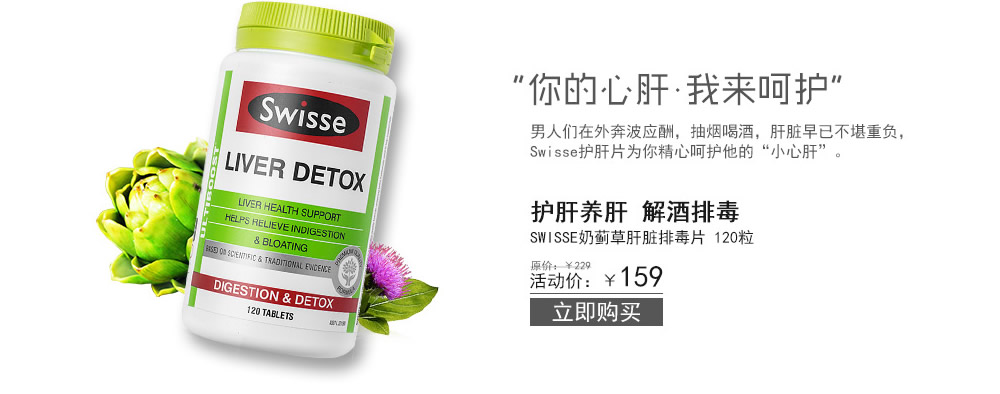 Swisse
LIVER DETOX
ULTIBOOST
LIVER HEALTH SUPPORT
HELPS RELIEVE INDIGESTION
& BLOATING
BASED ON SCIENTIFIC & TRADITIONAL EVIDENCE
DIGESTION & DETOX
120 TABLETS
"你的心肝·我来呵护"
男人们在外奔波应酬，抽烟喝酒，肝脏早已不堪重负，
Swisse护肝片为你精心呵护他的“小心肝”。
护肝养肝 解酒排毒
SWISSE奶蓟草肝脏排毒片 120粒
原价：￥229
活动价：￥159
立即购买